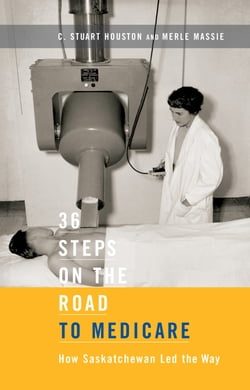 C. STUART HOUSTON AND MERLE MASSIE
36
STEPS
ON THE
ROAD
TO MEDICARE
How Saskatchewan Led the Way